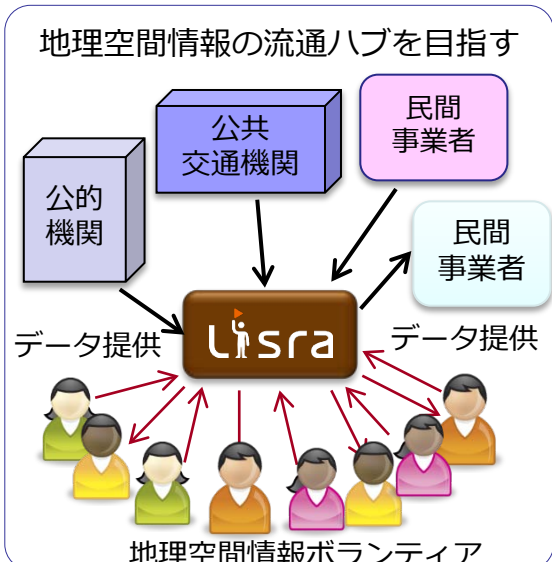 地理空間情報の流通ハブを目指す
公共
交通機関
民間
事業者
公的
機関
民間
事業者
Lisra
データ提供
データ提供
地理空間情報ボランティア